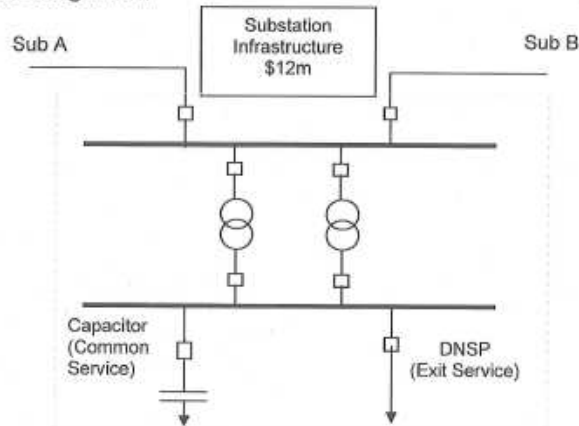 Substation
Infrastructure
$12m
Sub A
Sub B
Capacitor
(Common
Service)
DNSP
(Exit Service)